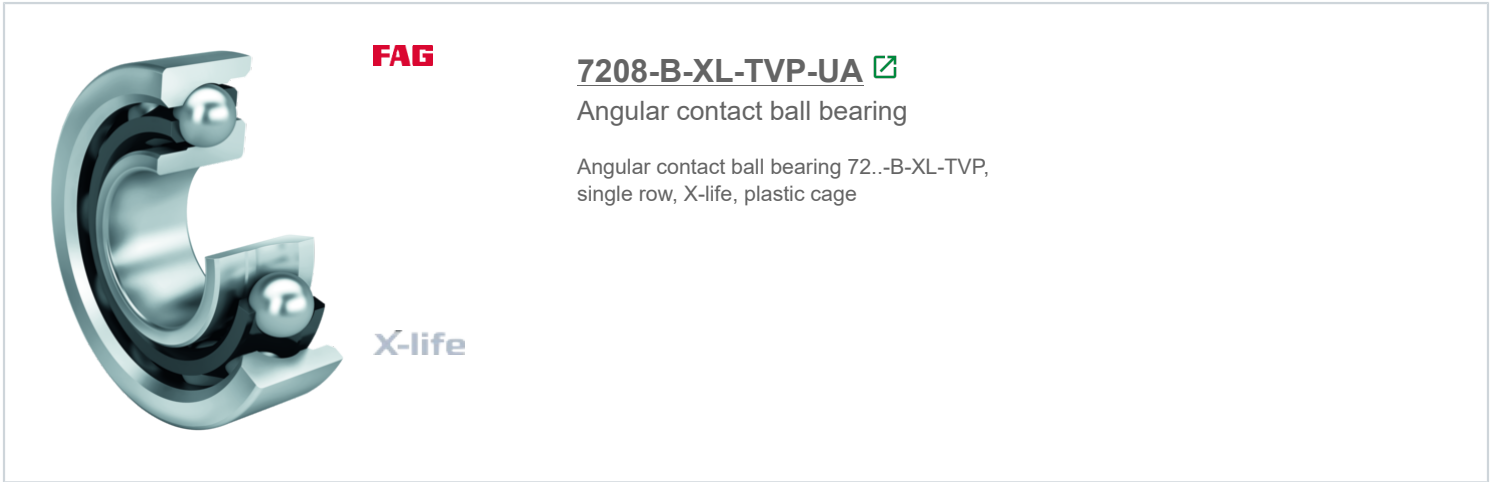 FAG
7208-B-XL-TVP-UA
Angular contact ball bearing
Angular contact ball bearing 72..-B-XL-TVP,
single row, X-life, plastic cage
X-life